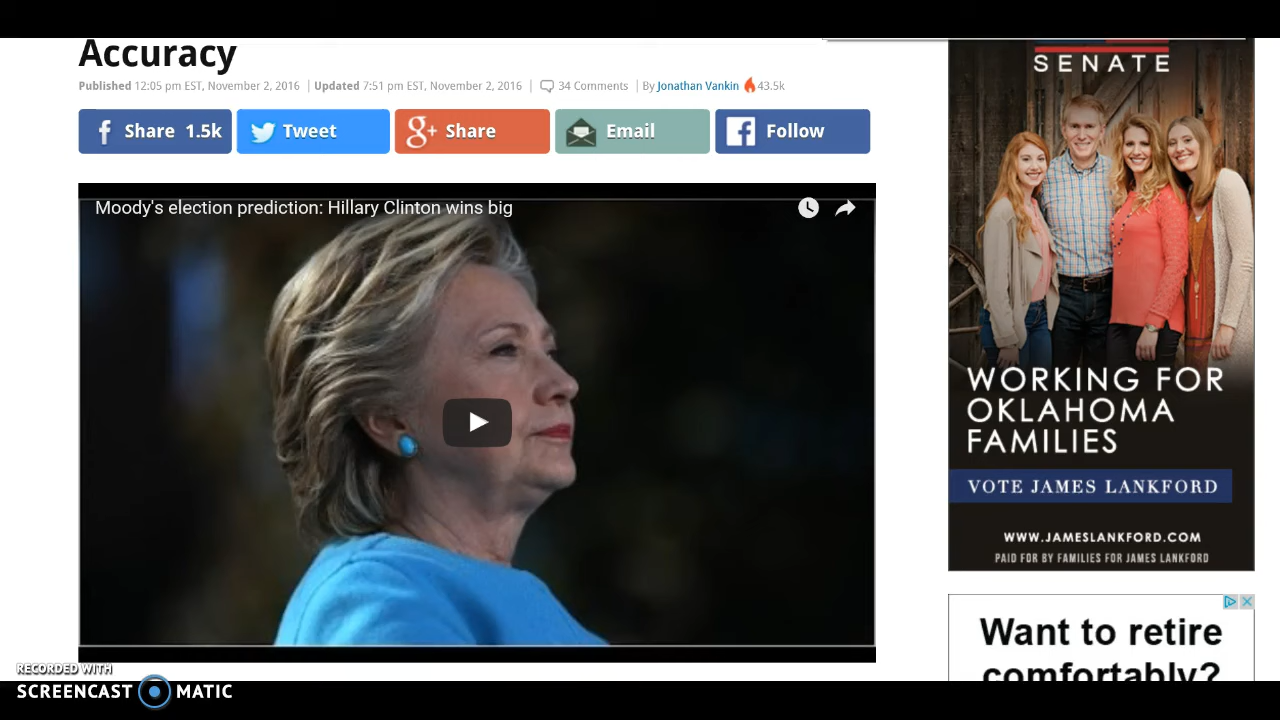 Accuracy
Published 12:05 pm EST, November 2, 2016 | Updated 7:51 pm EST, November 2, 2016 | 34 Comments | By Jonathan Vankin 43.5k
Share 1.5k
Tweet
g+ Share
Email
Follow
Moody's election prediction: Hillary Clinton wins big
SENATE
WORKING FOR
OKLAHOMA
FAMILIES
VOTE JAMES LANKFORD
WWW.JAMESLANKFORD.COM
PAID FOR BY FAMILIES FOR JAMES LANKFORD
Want to retire
comfortably?
RECORDED WITH
SCREENCAST MATIC